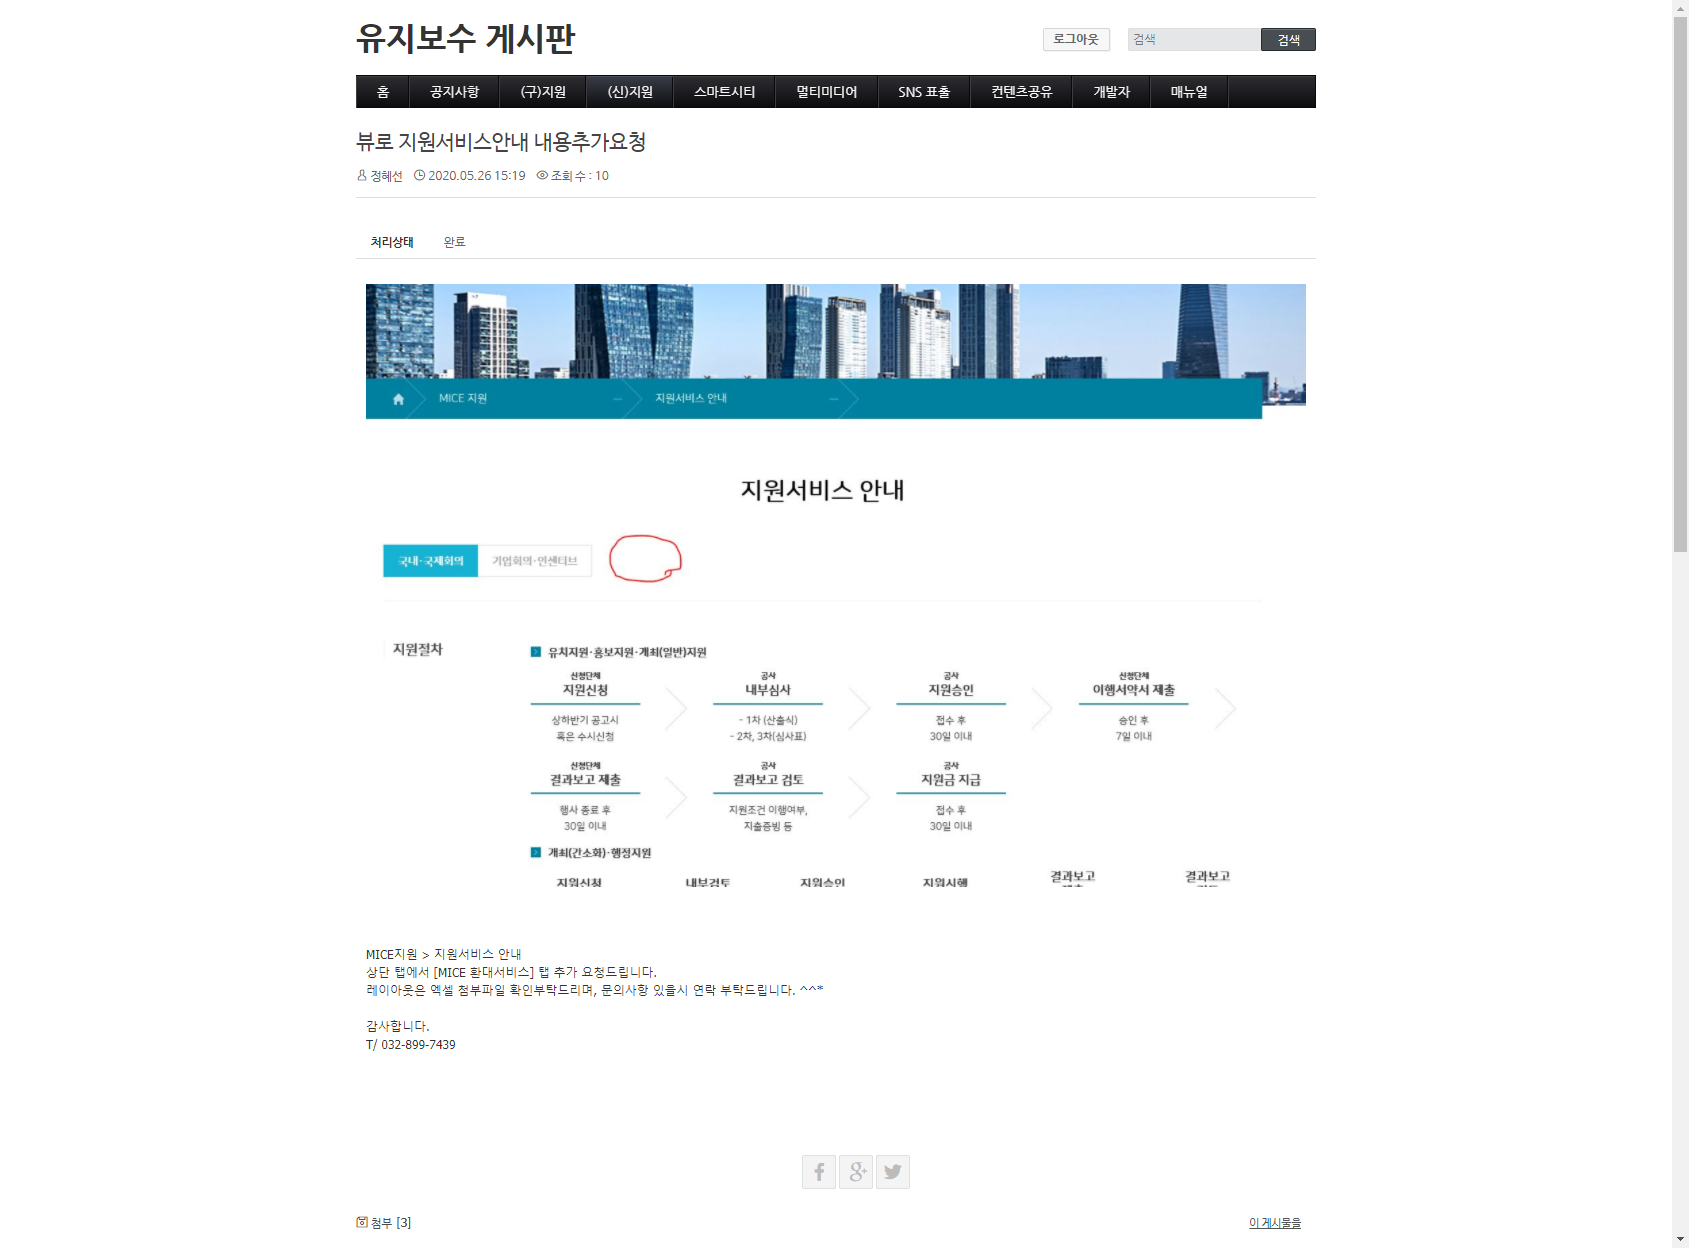 유지보수 게시판
로그아웃
검색
검색
홈
공지사항
(구)지원
(신)지원
스마트시티
멀티미디어
SNS 표출
컨텐츠공유
개발자
매뉴얼
뷰로 지원서비스안내 내용추가요청
정혜선 2020.05.26 15:19 조회 수 : 10
처리상태 완료
MICE 지원
지원서비스 안내
지원서비스 안내
국내·국제회의
기업회의·인센티브
지원절차
유치지원·홍보지원·개최(일반)지원
신청단체
지원신청
상하반기 공고시
혹은 수시신청
공사
내부심사
- 1차 (산출식)
- 2차, 3차(심사표)
공사
지원승인
접수 후
30일 이내
신청단체
이행서약서 제출
승인 후
7일 이내
신청단체
결과보고 제출
행사 종료 후
30일 이내
공사
결과보고 검토
지원조건 이행여부,
지출증빙 등
공사
지원금 지급
접수 후
30일 이내
개최(간소화)·행정지원
지원신청
내부검토
지원승인
지원시행
결과보고
결과보고
MICE지원 > 지원서비스 안내
상단 탭에서 [MICE 환대서비스] 탭 추가 요청드립니다.
레이아웃은 엑셀 첨부파일 확인부탁드리며, 문의사항 있을시 연락 부탁드립니다. ^^*
감사합니다.
T/ 032-899-7439
첨부 [3]
이 게시물을